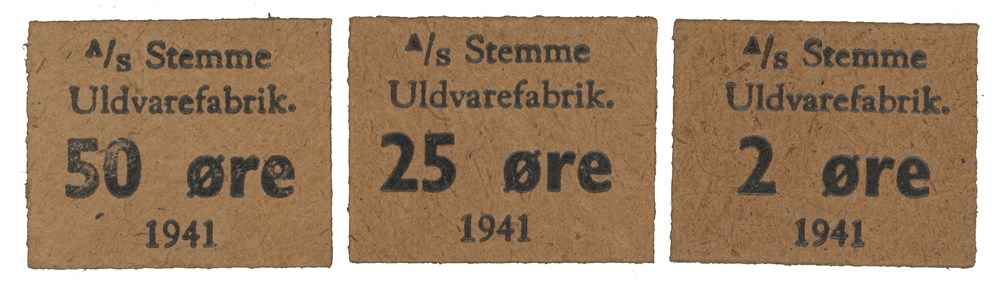 A/s Stemme
Uldvarefabrik.
50 øre
1941
A/s Stemme
Uldvarefabrik.
25 øre
1941
A/s Stemme
Uldvarefabrik.
2 øre
1941